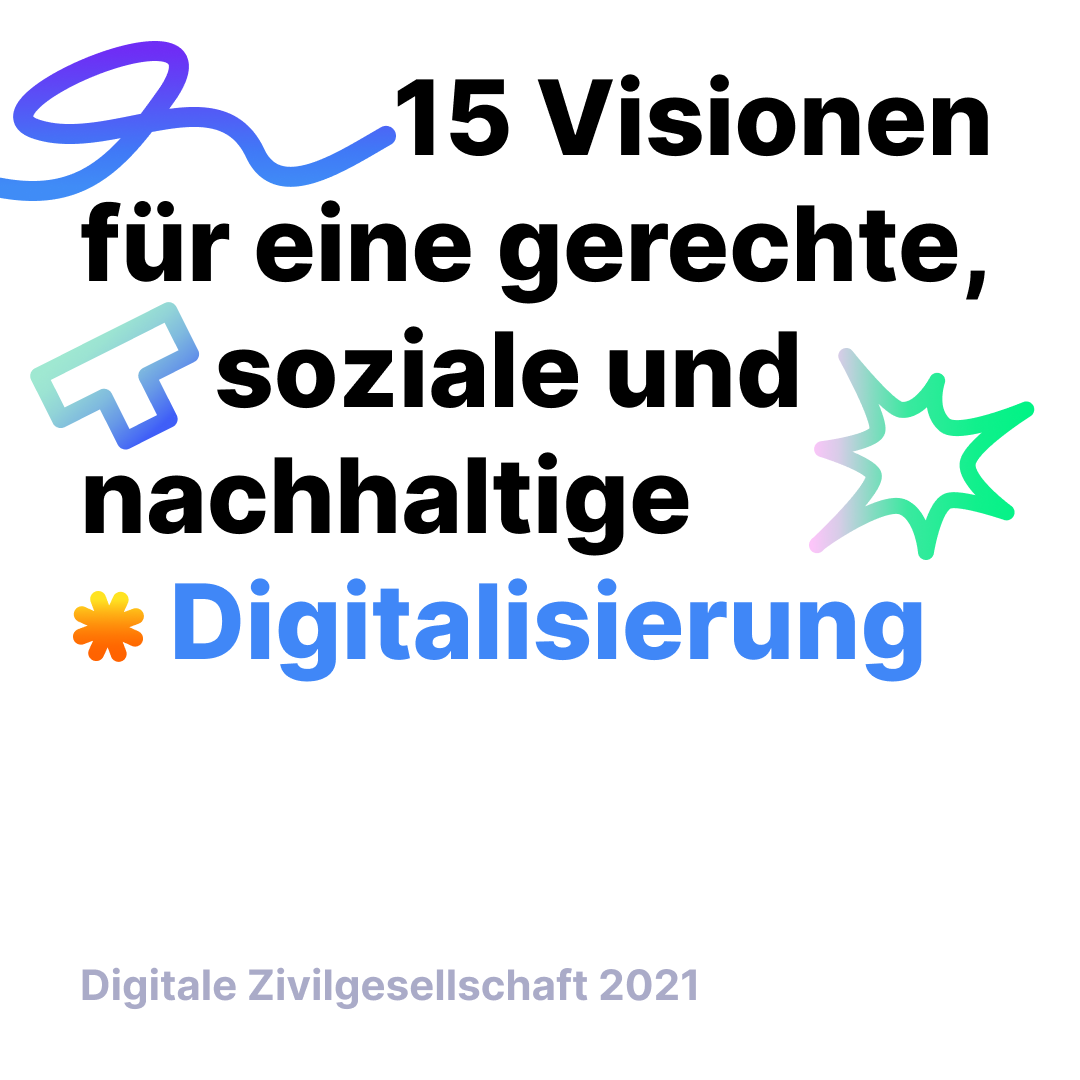 15 Visionen
für eine gerechte,
soziale und
nachhaltige
Digitalisierung
Digitale Zivilgesellschaft 2021